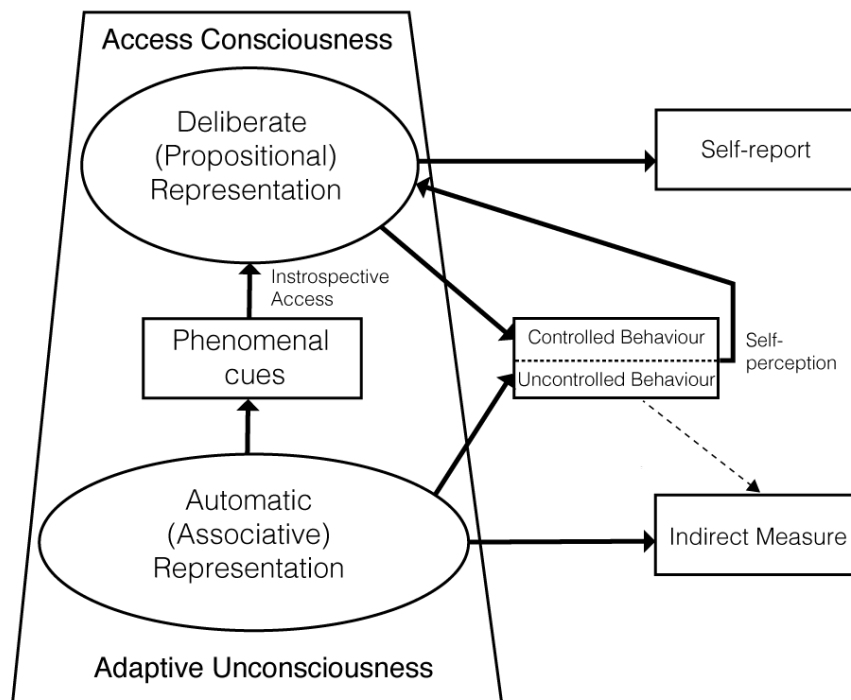 Access Consciousness
Deliberate
(Propositional)
Representation
Self-report
Instrospective
Access
Phenomenal
cues
Controlled Behaviour
Uncontrolled Behaviour
Self-
perception
Automatic
(Associative)
Representation
Indirect Measure
Adaptive Unconsciousness